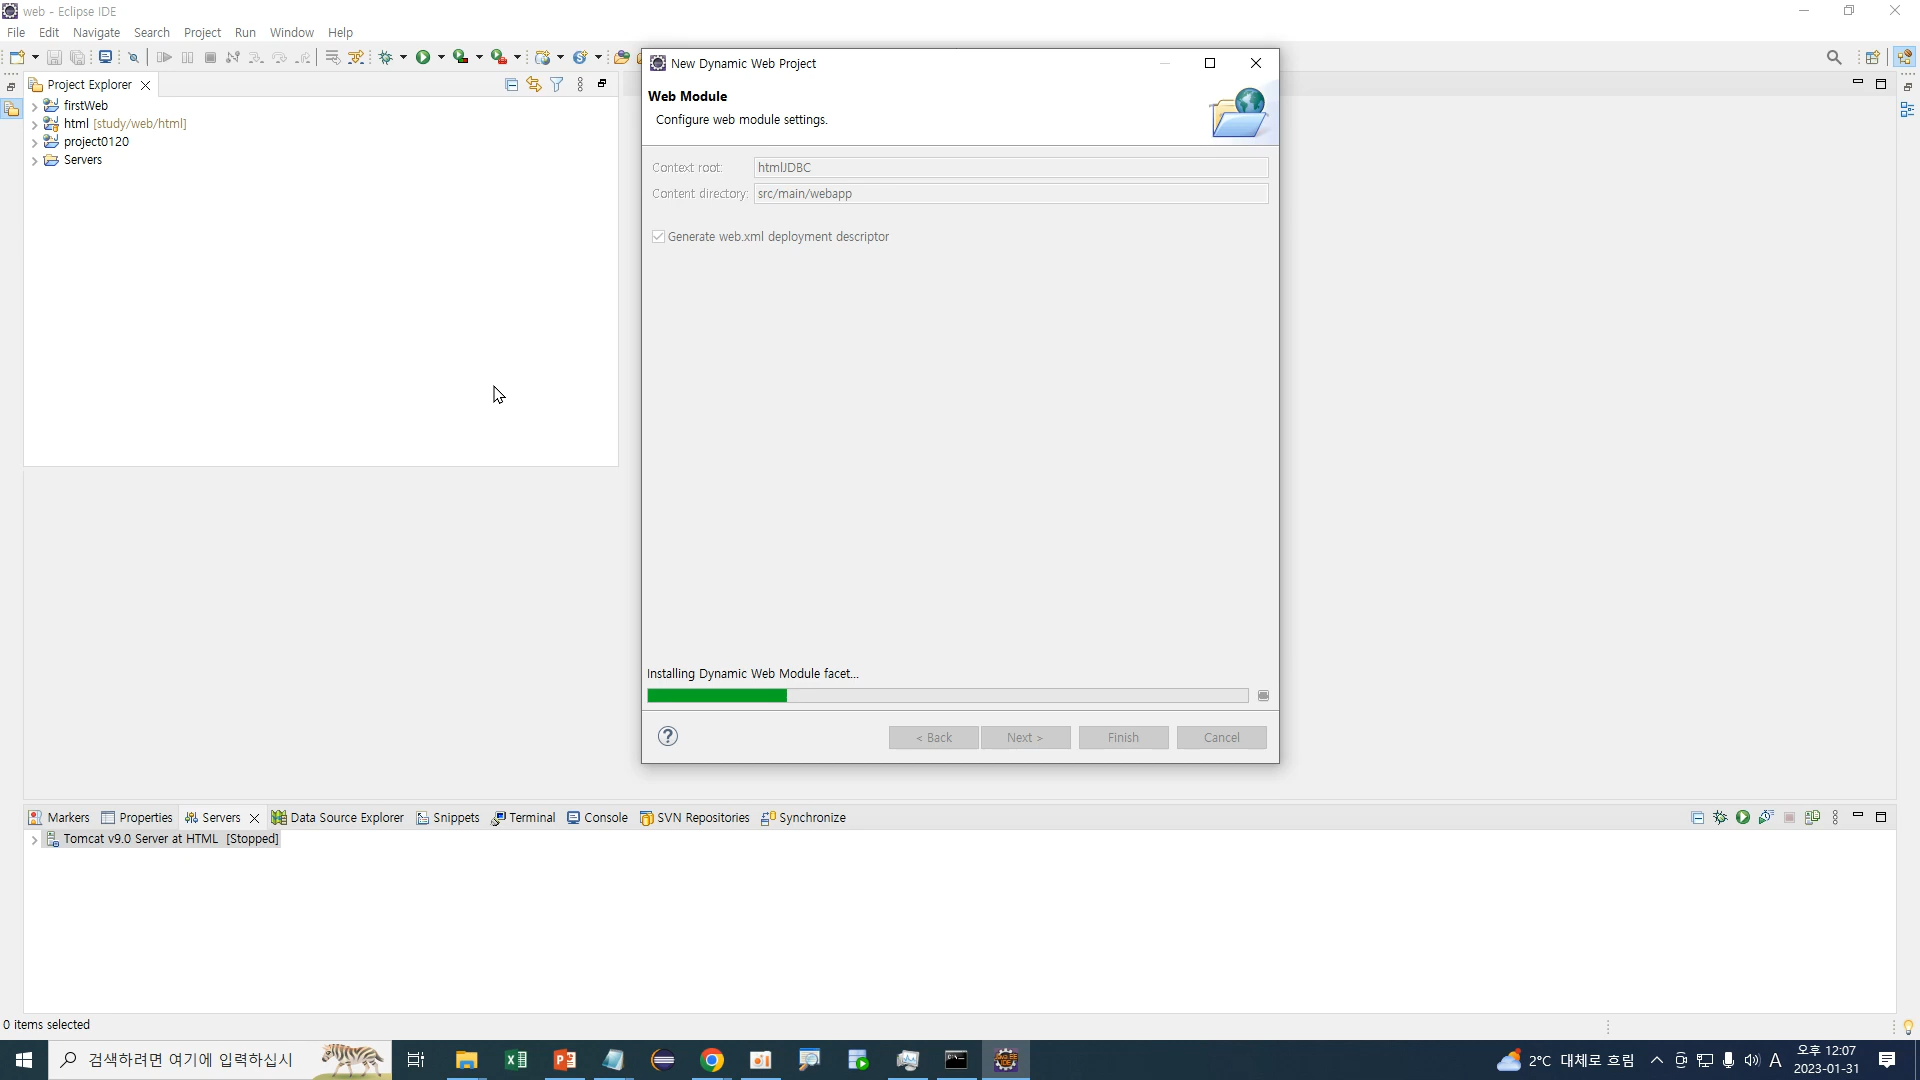 web - Eclipse IDE
File Edit Navigate Search Project Run Window Help
Project Explorer
firstWeb
html [study/web/html]
project0120
Servers
New Dynamic Web Project
Web Module
Configure web module settings.
Context root: htmlJDBC
Content directory: src/main/webapp
Generate web.xml deployment descriptor
Installing Dynamic Web Module facet...
< Back Next > Finish Cancel
Markers Properties Servers Data Source Explorer Snippets Terminal Console SVN Repositories Synchronize
Tomcat v9.0 Server at HTML [Stopped]
0 items selected
검색하려면 여기에 입력하십시
2°C 대체로 흐림
A
오후 12:07
2023-01-31